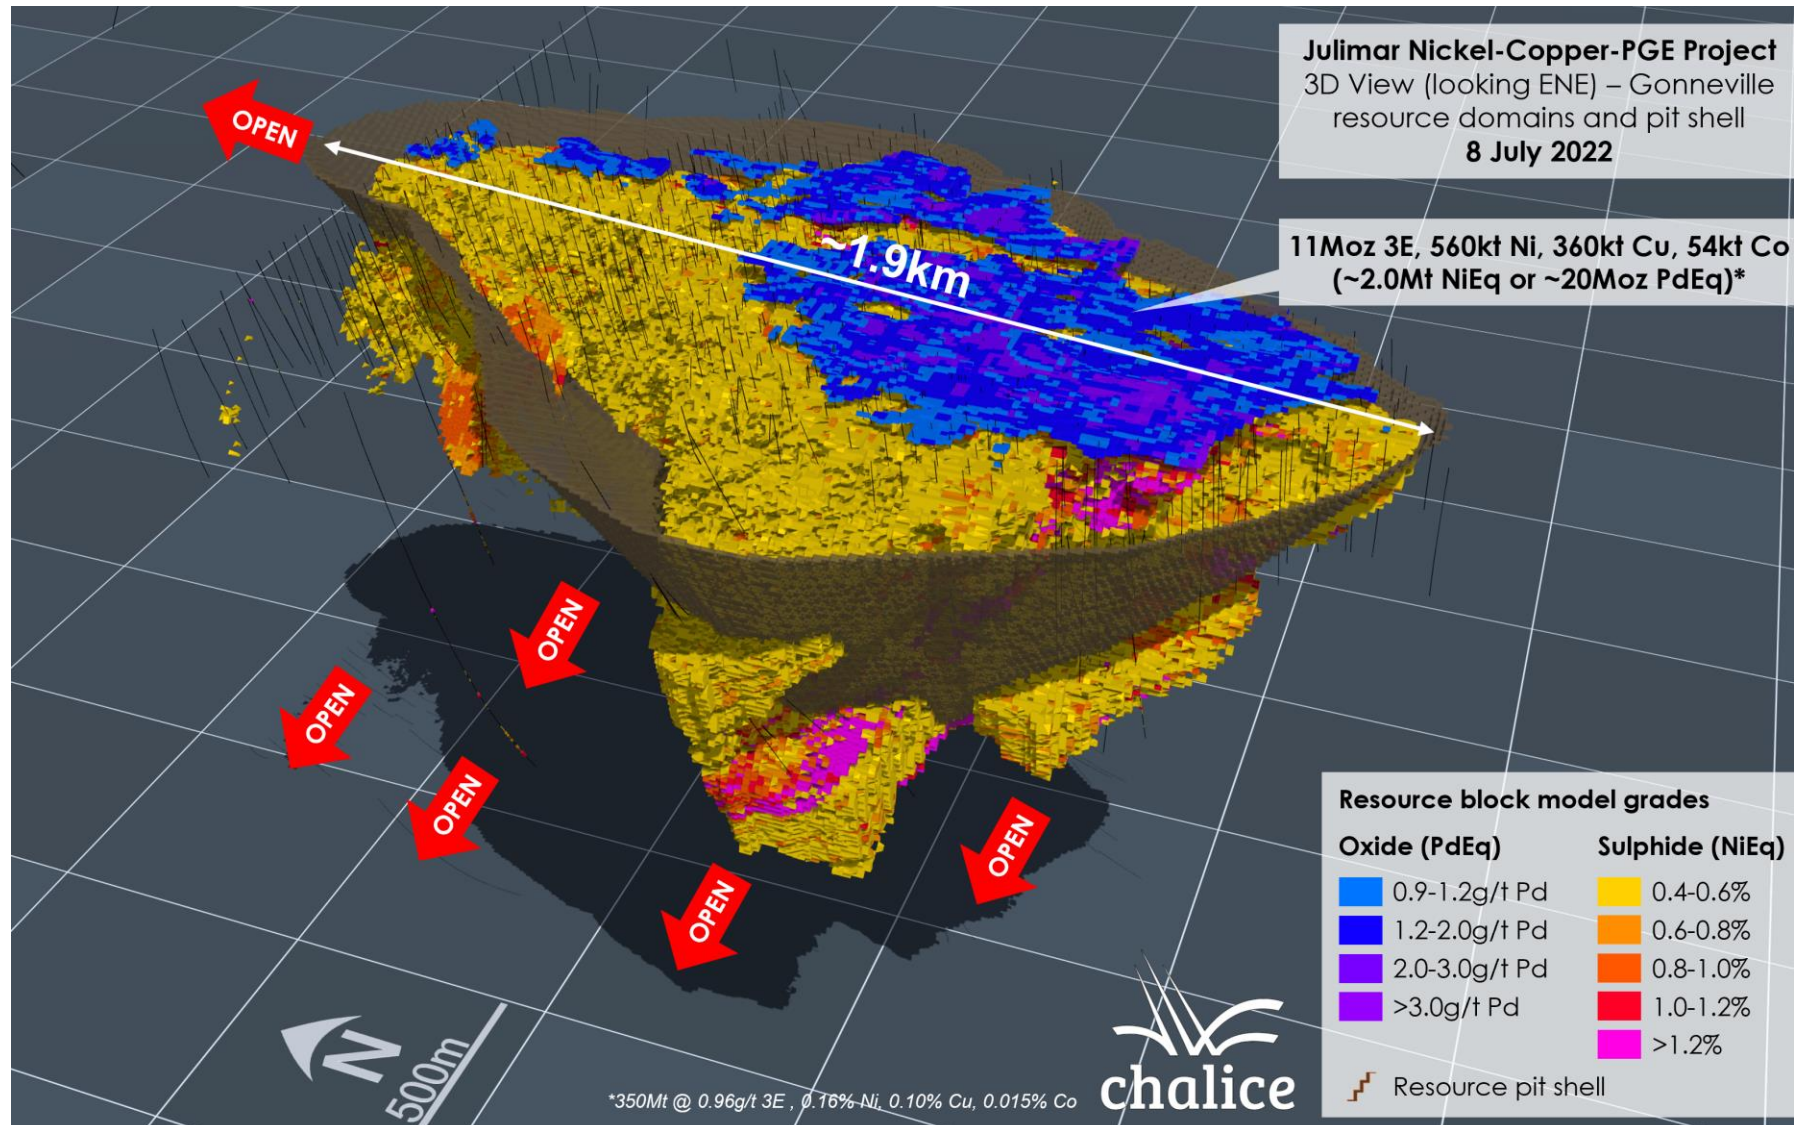 Julimar Nickel-Copper-PGE Project
3D View (looking ENE) – Gonneville
resource domains and pit shell
8 July 2022
OPEN
~1.9km
11Moz 3E, 560kt Ni, 360kt Cu, 54kt Co
(~2.0Mt NiEq or ~20Moz PdEq)*
OPEN
OPEN
OPEN
OPEN
OPEN
Resource block model grades
Oxide (PdEq)
0.9-1.2g/t Pd
1.2-2.0g/t Pd
2.0-3.0g/t Pd
>3.0g/t Pd
Sulphide (NiEq)
0.4-0.6%
0.6-0.8%
0.8-1.0%
1.0-1.2%
>1.2%
Resource pit shell
N
500m
*350Mt @ 0.96g/t 3E , 0.16% Ni, 0.10% Cu, 0.015% Co
chalice